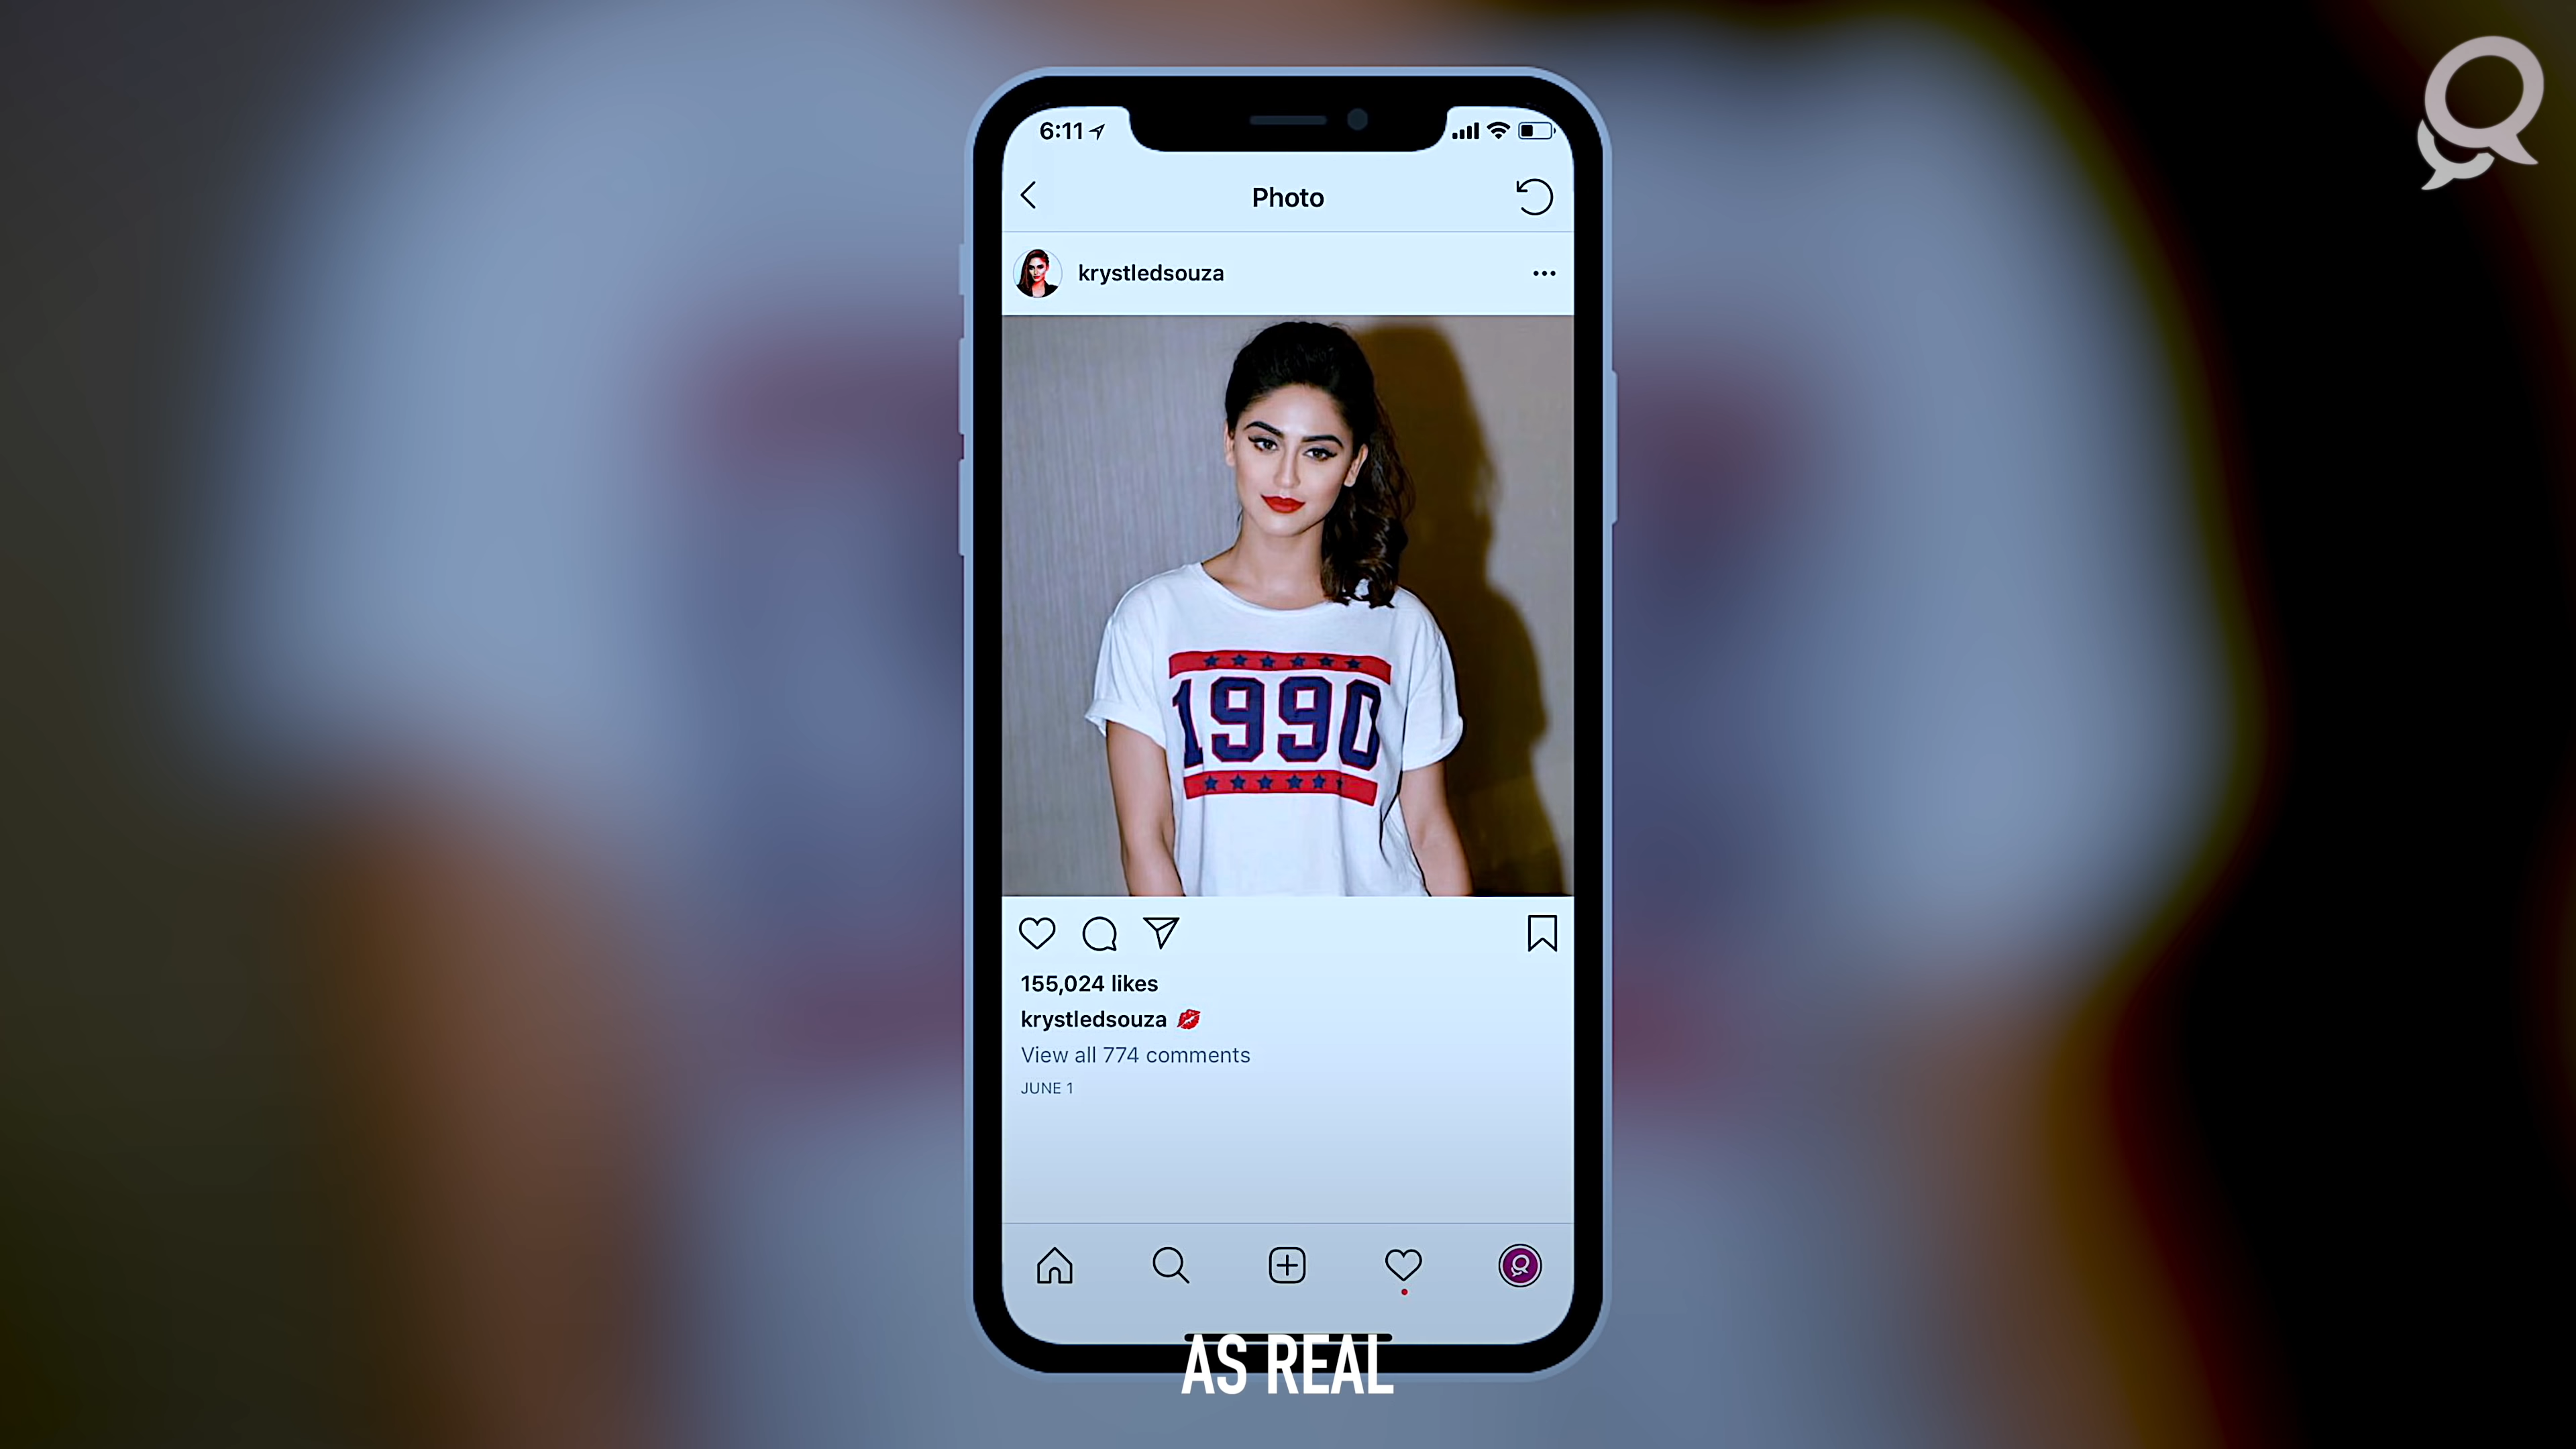 6:11
Photo
krystledsouza
1990
155,024 likes
krystledsouza 💋
View all 774 comments
JUNE 1
AS REAL